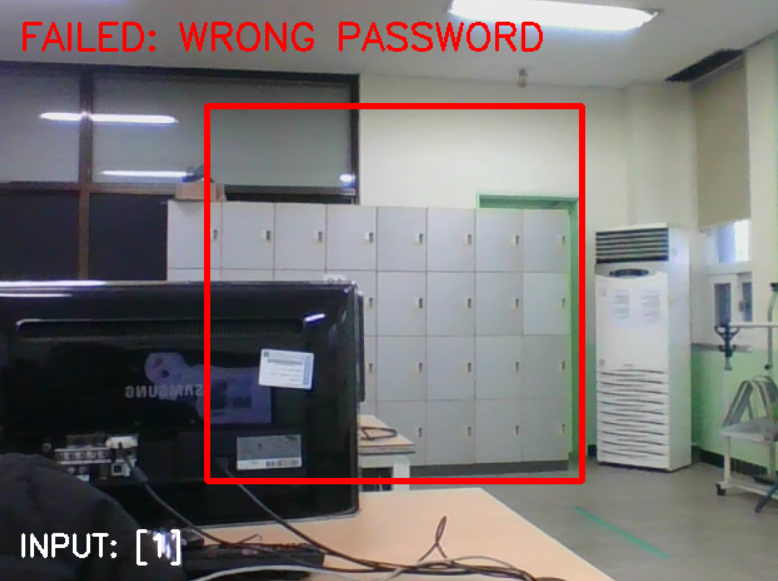 FAILED: WRONG PASSWORD
SAMSUNG
INPUT: [1]